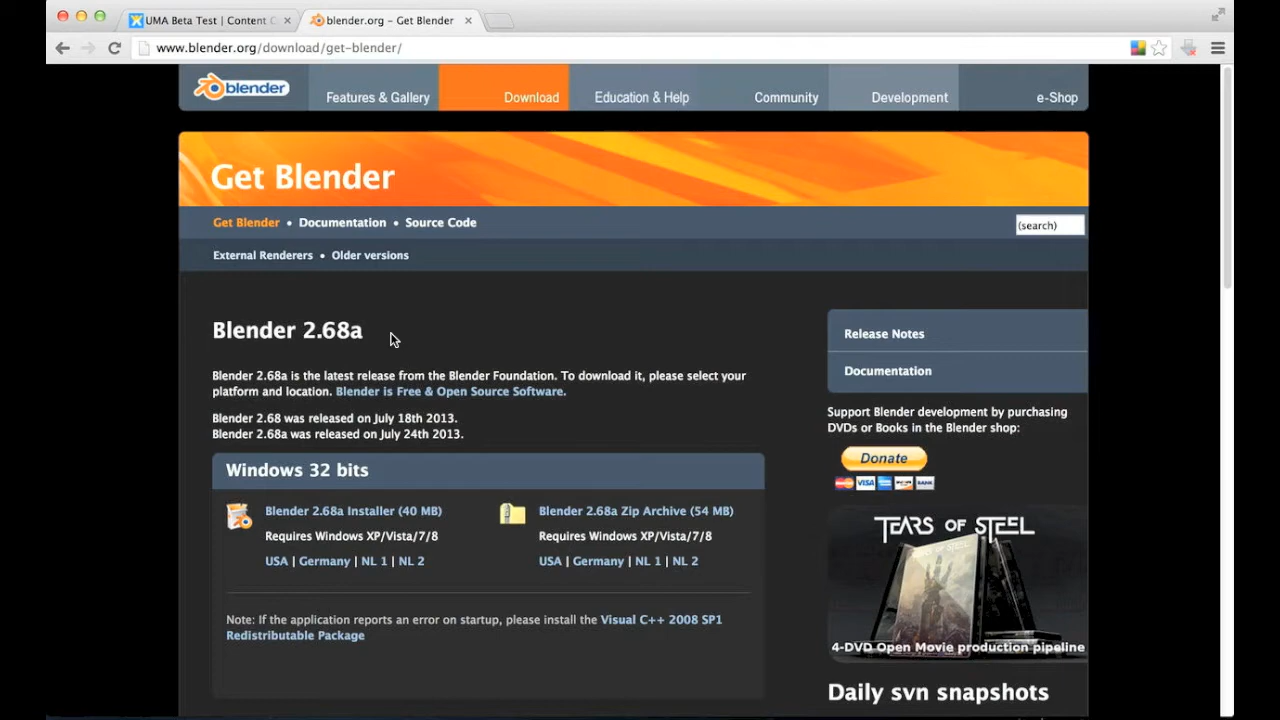 UMA Beta Test | Content C
blender.org - Get Blender
www.blender.org/download/get-blender/
blender
Features & Gallery
Download
Education & Help
Community
Development
e-Shop
Get Blender
Get Blender • Documentation • Source Code
(search)
External Renderers • Older versions
Blender 2.68a
Blender 2.68a is the latest release from the Blender Foundation. To download it, please select your
platform and location. Blender is Free & Open Source Software.
Blender 2.68 was released on July 18th 2013.
Blender 2.68a was released on July 24th 2013.
Windows 32 bits
Blender 2.68a Installer (40 MB)
Requires Windows XP/Vista/7/8
USA | Germany | NL 1 | NL 2
Blender 2.68a Zip Archive (54 MB)
Requires Windows XP/Vista/7/8
USA | Germany | NL 1 | NL 2
Note: If the application reports an error on startup, please install the Visual C++ 2008 SP1
Redistributable Package
Release Notes
Documentation
Support Blender development by purchasing
DVDs or Books in the Blender shop:
Donate
VISA
BANK
TEARS OF STEEL
4-DVD Open Movie production pipeline
Daily svn snapshots